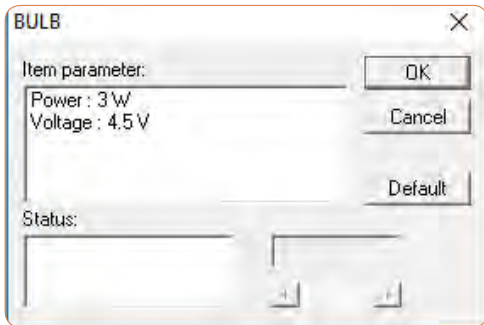 BULB
Item parameter:
OK
Power : 3 W
Voltage : 4.5 V
Cancel
Default
Status: